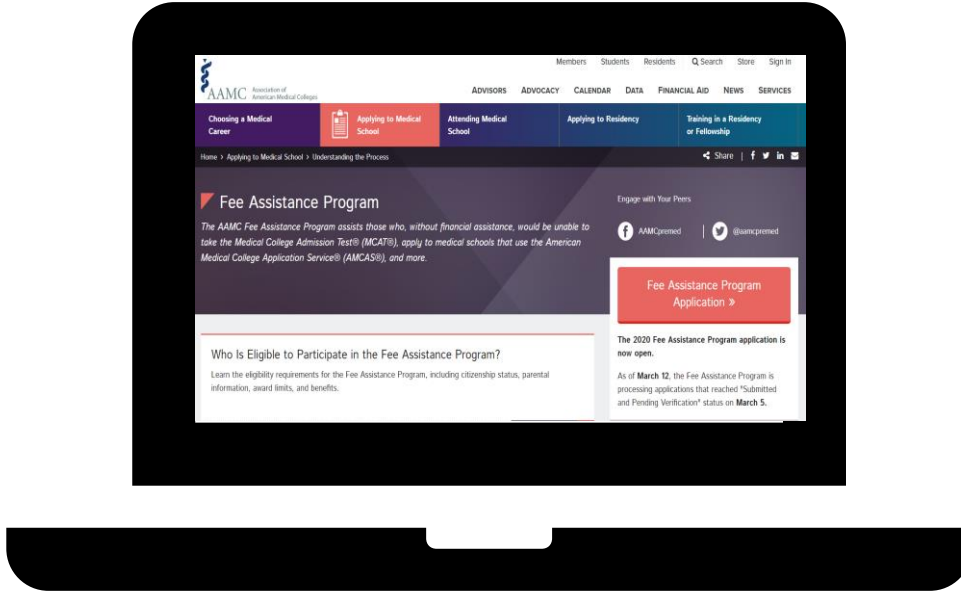 Members Students Residents Search Store Sign In
AAMC Association of
American Medical Colleges
ADVISORS ADVOCACY CALENDAR DATA FINANCIAL AID NEWS SERVICES
Choosing a Medical
Career
Applying to Medical
School
Attending Medical
School
Applying to Residency
Training in a Residency
or Fellowship
Home > Applying to Medical School > Understanding the Process
Share | f in
Fee Assistance Program
The AAMC Fee Assistance Program assists those who, without financial assistance, would be unable to
take the Medical College Admission Test® (MCAT®), apply to medical schools that use the American
Medical College Application Service® (AMCAS®), and more.
Engage with Your Peers
f AAMCpremed | @aamcpremed
Fee Assistance Program
Application »
The 2020 Fee Assistance Program application is
now open.
As of March 12, the Fee Assistance Program is
processing applications that reached "Submitted
and Pending Verification" status on March 5.
Who Is Eligible to Participate in the Fee Assistance Program?
Learn the eligibility requirements for the Fee Assistance Program, including citizenship status, parental
information, award limits, and benefits.